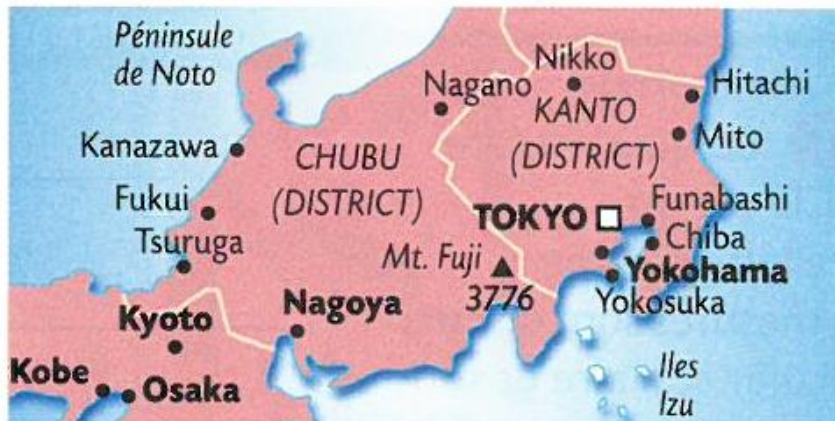 Péninsule
de Noto
Nikko
Nagano
Hitachi
KANTO
(DISTRICT)
Mito
Kanazawa
CHUBU
(DISTRICT)
Fukui
Funabashi
TOKYO
Tsuruga
Chiba
Mt. Fuji
3776
Yokohama
Yokosuka
Kyoto
Nagoya
Kobe
Osaka
Iles
Izu